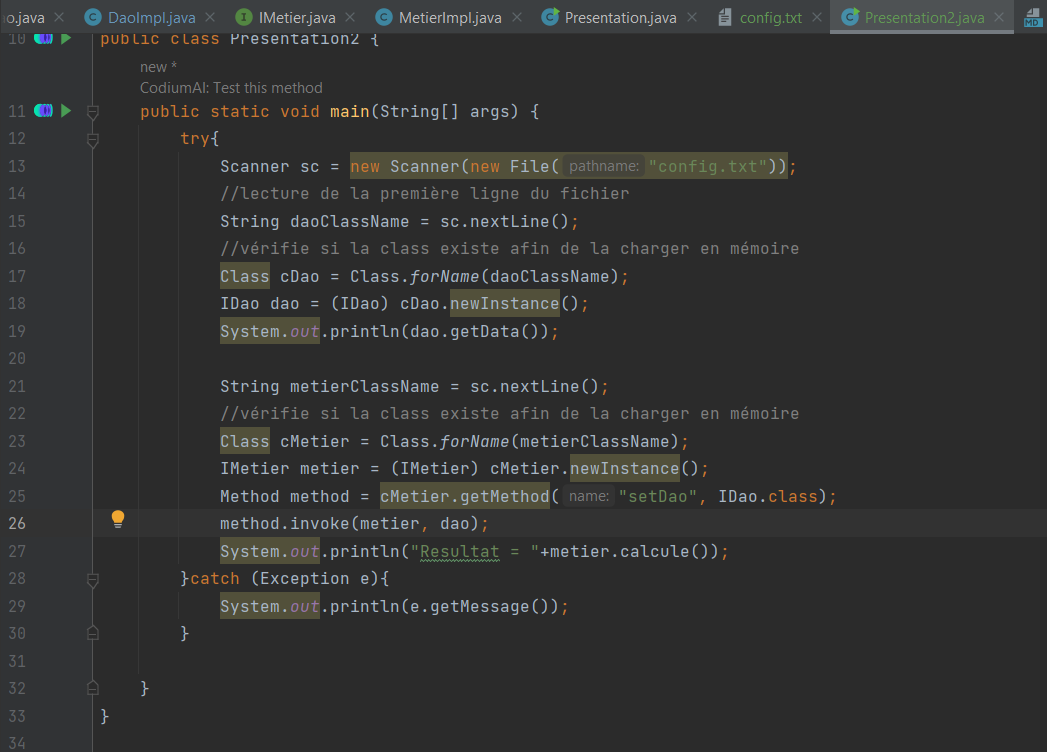 o.java DaoImpl.java IMetier.java MetierImpl.java Presentation.java config.txt Presentation2.java MD
10 public class Presentation2 {
new *
CodiumAI: Test this method
11 public static void main(String[] args) {
12 try{
13 Scanner sc = new Scanner(new File( pathname: "config.txt"));
14 //lecture de la première ligne du fichier
15 String daoClassName = sc.nextLine();
16 //vérifie si la class existe afin de la charger en mémoire
17 Class cDao = Class.forName(daoClassName);
18 IDao dao = (IDao) cDao.newInstance();
19 System.out.println(dao.getData());
20
21 String metierClassName = sc.nextLine();
22 //vérifie si la class existe afin de la charger en mémoire
23 Class cMetier = Class.forName(metierClassName);
24 IMetier metier = (IMetier) cMetier.newInstance();
25 Method method = cMetier.getMethod( name: "setDao", IDao.class);
26 method.invoke(metier, dao);
27 System.out.println("Resultat = "+metier.calcule());
28 }catch (Exception e){
29 System.out.println(e.getMessage());
30 }
31
32 }
33 }
34